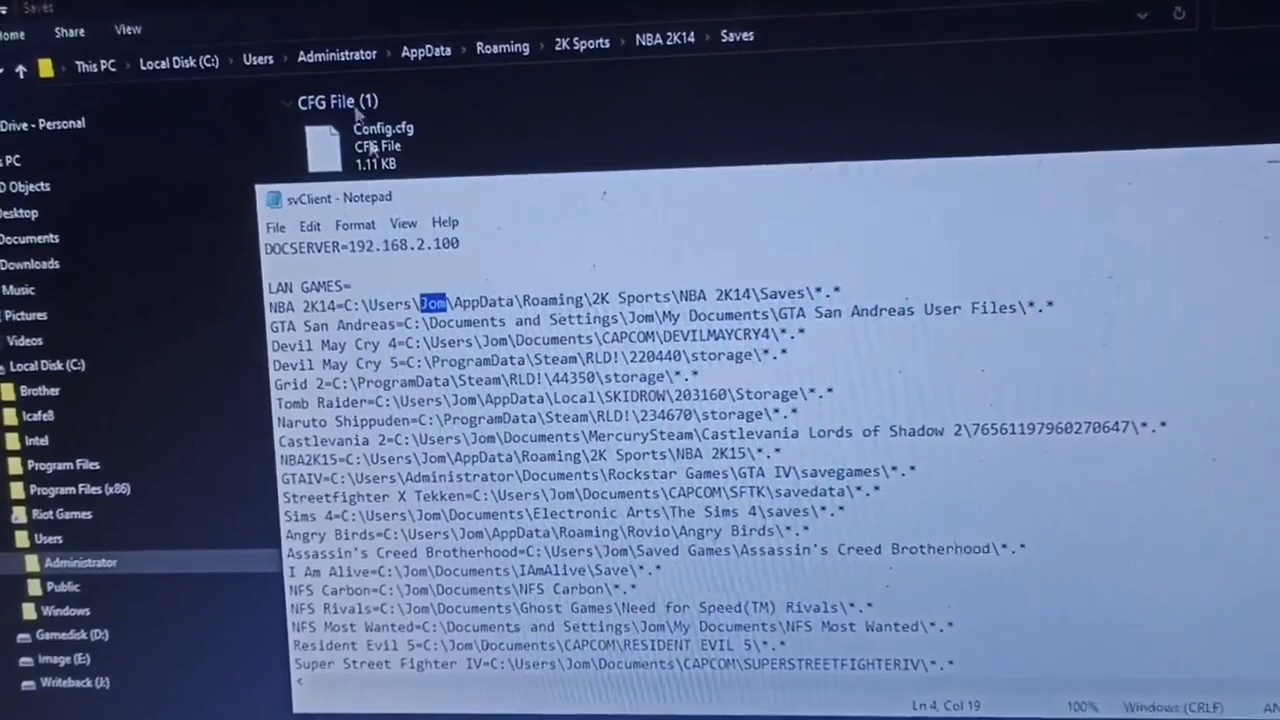 Saves
Home Share View
This PC > Local Disk (C:) > Users > Administrator > AppData > Roaming > 2K Sports > NBA 2K14 > Saves
CFG File (1)
Config.cfg
CFG File
1.11 KB
Drive - Personal
PC
D Objects
Desktop
Documents
Downloads
Music
Pictures
Videos
Local Disk (C:)
Brother
Icafe8
Intel
Program Files
Program Files (x86)
Riot Games
Users
Administrator
Public
Windows
Gamedisk (D:)
Image (E:)
Writeback (J:)
svClient - Notepad
File Edit Format View Help
DOCSERVER=192.168.2.100
LAN GAMES=
NBA 2K14=C:\Users\Jom\AppData\Roaming\2K Sports\NBA 2K14\Saves\*.*
GTA San Andreas=C:\Documents and Settings\Jom\My Documents\GTA San Andreas User Files\*.*
Devil May Cry 4=C:\Users\Jom\Documents\CAPCOM\DEVILMAYCRY4\*.*
Devil May Cry 5=C:\ProgramData\Steam\RLD!\220440\storage\*.*
Grid 2=C:\ProgramData\Steam\RLD!\44350\storage\*.*
Tomb Raider=C:\Users\Jom\AppData\Local\SKIDROW\203160\Storage\*.*
Naruto Shippuden=C:\ProgramData\Steam\RLD!\234670\storage\*.*
Castlevania 2=C:\Users\Jom\Documents\MercurySteam\Castlevania Lords of Shadow 2\76561197960270647\*.*
NBA2K15=C:\Users\Jom\AppData\Roaming\2K Sports\NBA 2K15\*.*
GTAIV=C:\Users\Administrator\Documents\Rockstar Games\GTA IV\savegames\*.*
Streetfighter X Tekken=C:\Users\Jom\Documents\CAPCOM\SFTK\savedata\*.*
Sims 4=C:\Users\Jom\Documents\Electronic Arts\The Sims 4\saves\*.*
Angry Birds=C:\Users\Jom\AppData\Roaming\Rovio\Angry Birds\*.*
Assassin's Creed Brotherhood=C:\Users\Jom\Saved Games\Assassin's Creed Brotherhood\*.*
I Am Alive=C:\Jom\Documents\IAmAlive\Save\*.*
NFS Carbon=C:\Jom\Documents\NFS Carbon\*.*
NFS Rivals=C:\Jom\Documents\Ghost Games\Need for Speed(TM) Rivals\*.*
NFS Most Wanted=C:\Documents and Settings\Jom\My Documents\NFS Most Wanted\*.*
Resident Evil 5=C:\Jom\Documents\CAPCOM\RESIDENT EVIL 5\*.*
Super Street Fighter IV=C:\Users\Jom\Documents\CAPCOM\SUPERSTREETFIGHTERIV\*.*
Ln 4, Col 19 100% Windows (CRLF)